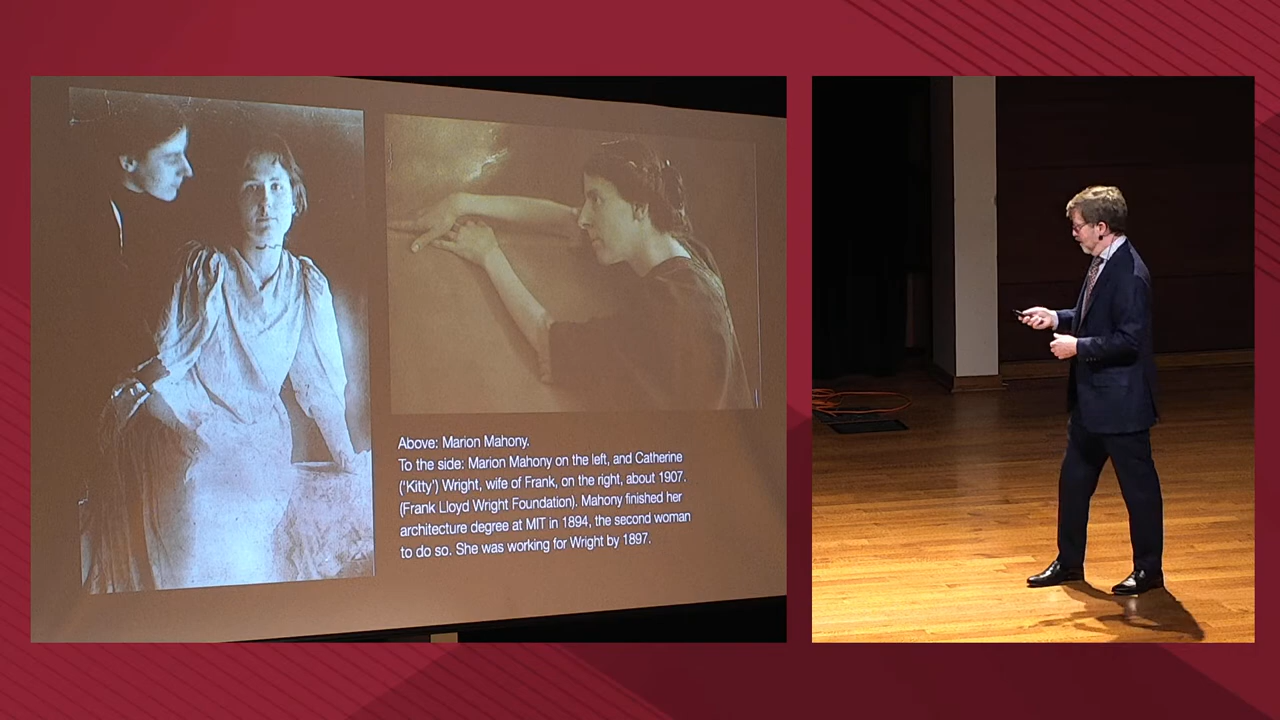 Above: Marion Mahony.
To the side: Marion Mahony on the left, and Catherine
('Kitty') Wright, wife of Frank, on the right, about 1907.
(Frank Lloyd Wright Foundation). Mahony finished her
architecture degree at MIT in 1894, the second woman
to do so. She was working for Wright by 1897.